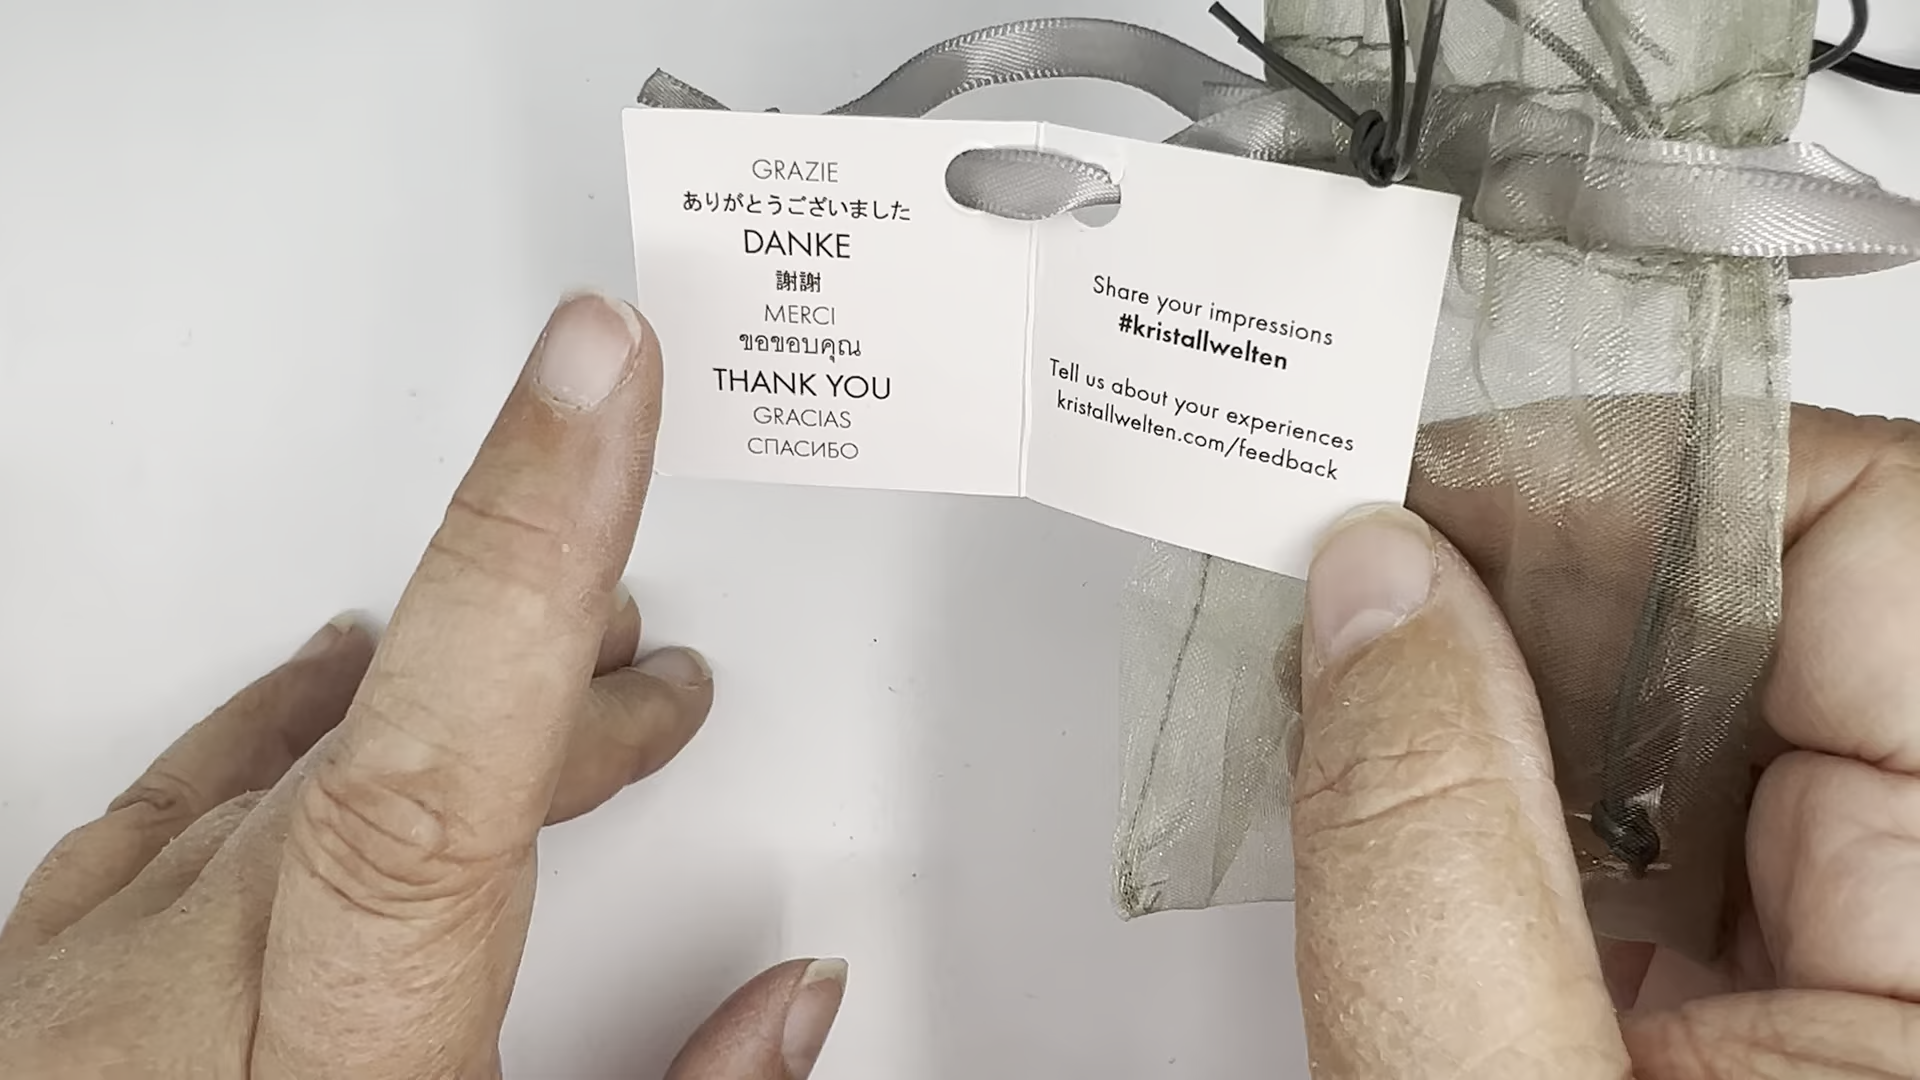 GRAZIE
ありがとうございました
DANKE
謝謝
MERCI
ขอขอบคุณ
THANK YOU
GRACIAS
СПАСИБО
Share your impressions
#kristallwelten
Tell us about your experiences
kristallwelten.com/feedback